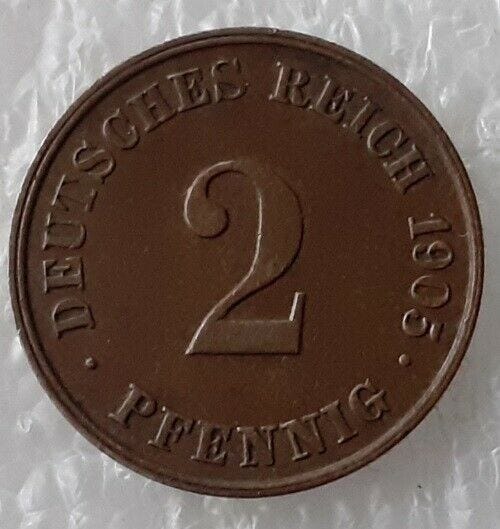 · DEUTSCHES REICH 1905 ·
2
PFENNIG